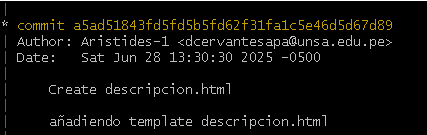 * commit a5ad51843fd5fd5b5fd62f31fa1c5e46d5d67d89
Author: Aristides-1 <dcervantesapa@unsa.edu.pe>
Date: Sat Jun 28 13:30:30 2025 -0500
Create descripcion.html
añadiendo template descripcion.html